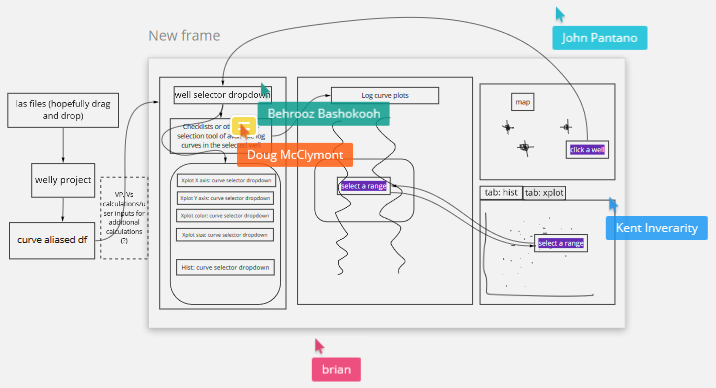 New frame
John Pantano
las files (hopefully drag
and drop)
welly project
curve aliased df
VP, Vs
calculations/u
ser inputs for
additional
calculations
(?)
well selector dropdown
Behrooz Bashokooh
Checklists or ot
selection tool of a
log
curves in the selected well
Doug McClymont
Xplot X axis: curve selector dropdown
Xplot Y axis: curve selector dropdown
Xplot color: curve selector dropdown
Xplot size: curve selector dropdown
Hist: curve selector dropdown
Log curve plots
select a range
map
click a well
tab: hist
tab: xplot
Kent Inverarity
select a range
brian